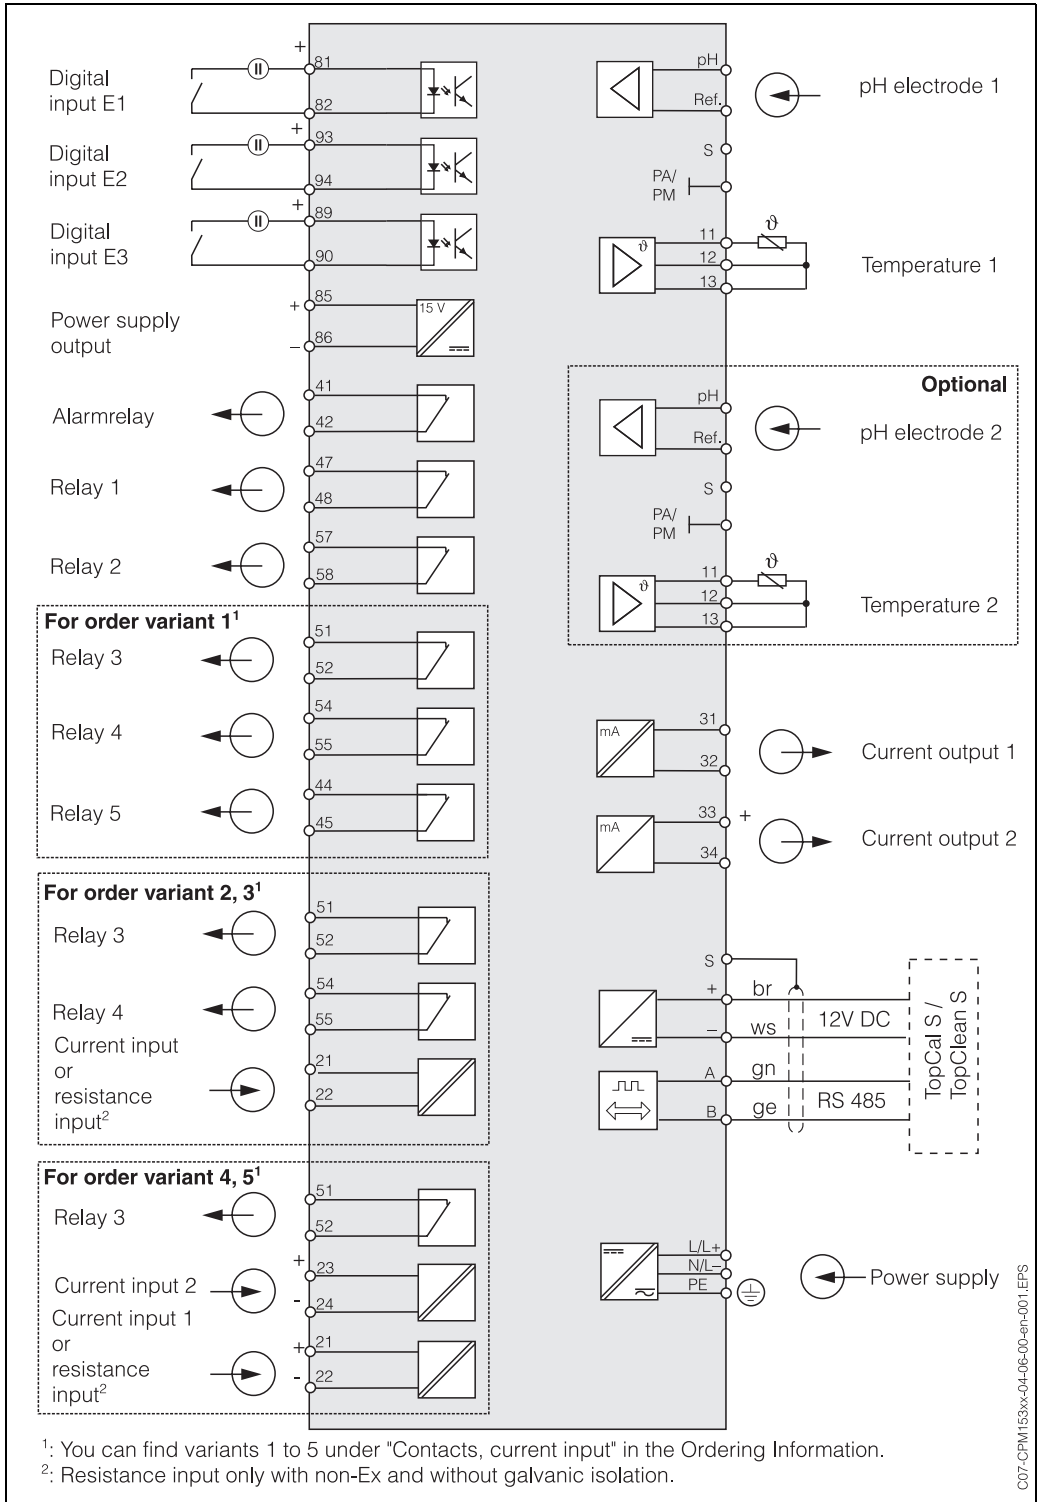 Digital
input E1
+
81
82
Digital
input E2
+
93
94
Digital
input E3
+
89
90
Power supply
output
+
85
–
86
15 V
Alarmrelay
41
42
Relay 1
47
48
Relay 2
57
58
For order variant 1¹
Relay 3
51
52
Relay 4
54
55
Relay 5
44
45
For order variant 2, 3¹
Relay 3
51
52
Relay 4
54
55
Current input
or
resistance
input²
21
22
For order variant 4, 5¹
Relay 3
51
52
Current input 2
+
23
-
24
Current input 1
or
resistance
input²
+
21
-
22
pH
Ref.
pH electrode 1
S
PA/
PM
ϑ
11
12
13
ϑ
Temperature 1
Optional
pH
Ref.
pH electrode 2
S
PA/
PM
ϑ
11
12
13
ϑ
Temperature 2
mA
31
32
Current output 1
mA
33
+
34
Current output 2
S
+
br
12V DC
–
ws
A
gn
RS 485
B
ge
TopCal S /
TopClean S
L/L+
N/L–
PE
Power supply
¹: You can find variants 1 to 5 under "Contacts, current input" in the Ordering Information.
²: Resistance input only with non-Ex and without galvanic isolation.
C07-CPM153xx-04-06-00-en-001.EPS